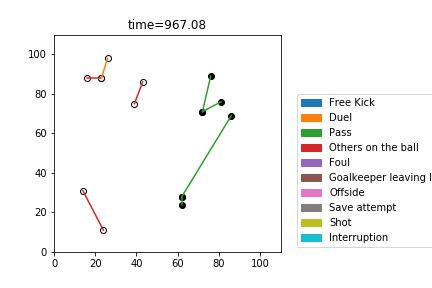 time=967.08
100
80
60
40
20
0
0 20 40 60 80 100
Free Kick
Duel
Pass
Others on the ball
Foul
Goalkeeper leaving l
Offside
Save attempt
Shot
Interruption